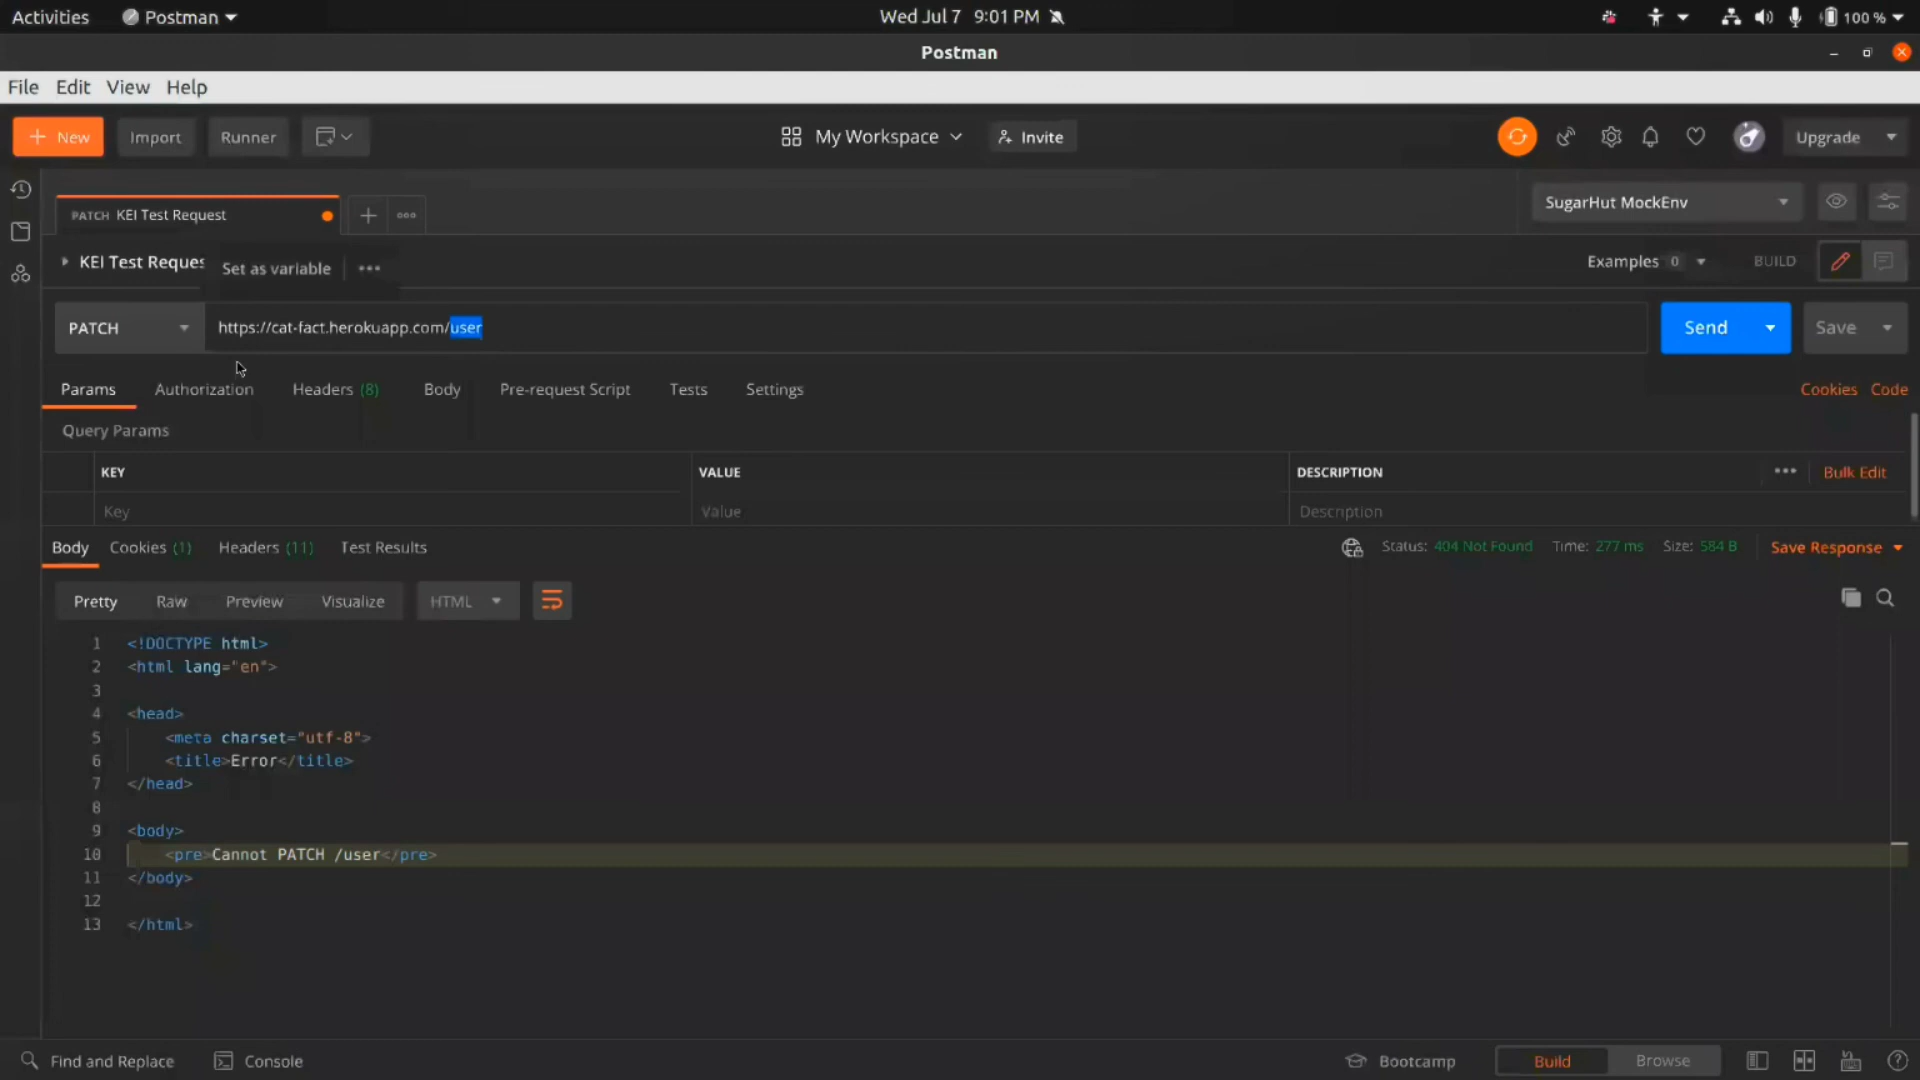 Activities Postman Wed Jul 7 9:01 PM 100 %
Postman
File Edit View Help
+ New Import Runner My Workspace Invite Upgrade
PATCH KEI Test Request SugarHut MockEnv
KEI Test Reques Set as variable Examples 0 BUILD
PATCH https://cat-fact.herokuapp.com/user Send Save
Params Authorization Headers (8) Body Pre-request Script Tests Settings Cookies Code
Query Params
KEY VALUE DESCRIPTION Bulk Edit
Key Value Description
Body Cookies (1) Headers (11) Test Results Status: 404 Not Found Time: 277 ms Size: 584 B Save Response
Pretty Raw Preview Visualize HTML
1 <!DOCTYPE html>
2 <html lang="en">
3
4 <head>
5 <meta charset="utf-8">
6 <title>Error</title>
7 </head>
8
9 <body>
10 <pre>Cannot PATCH /user</pre>
11 </body>
12
13 </html>
Find and Replace Console Bootcamp Build Browse